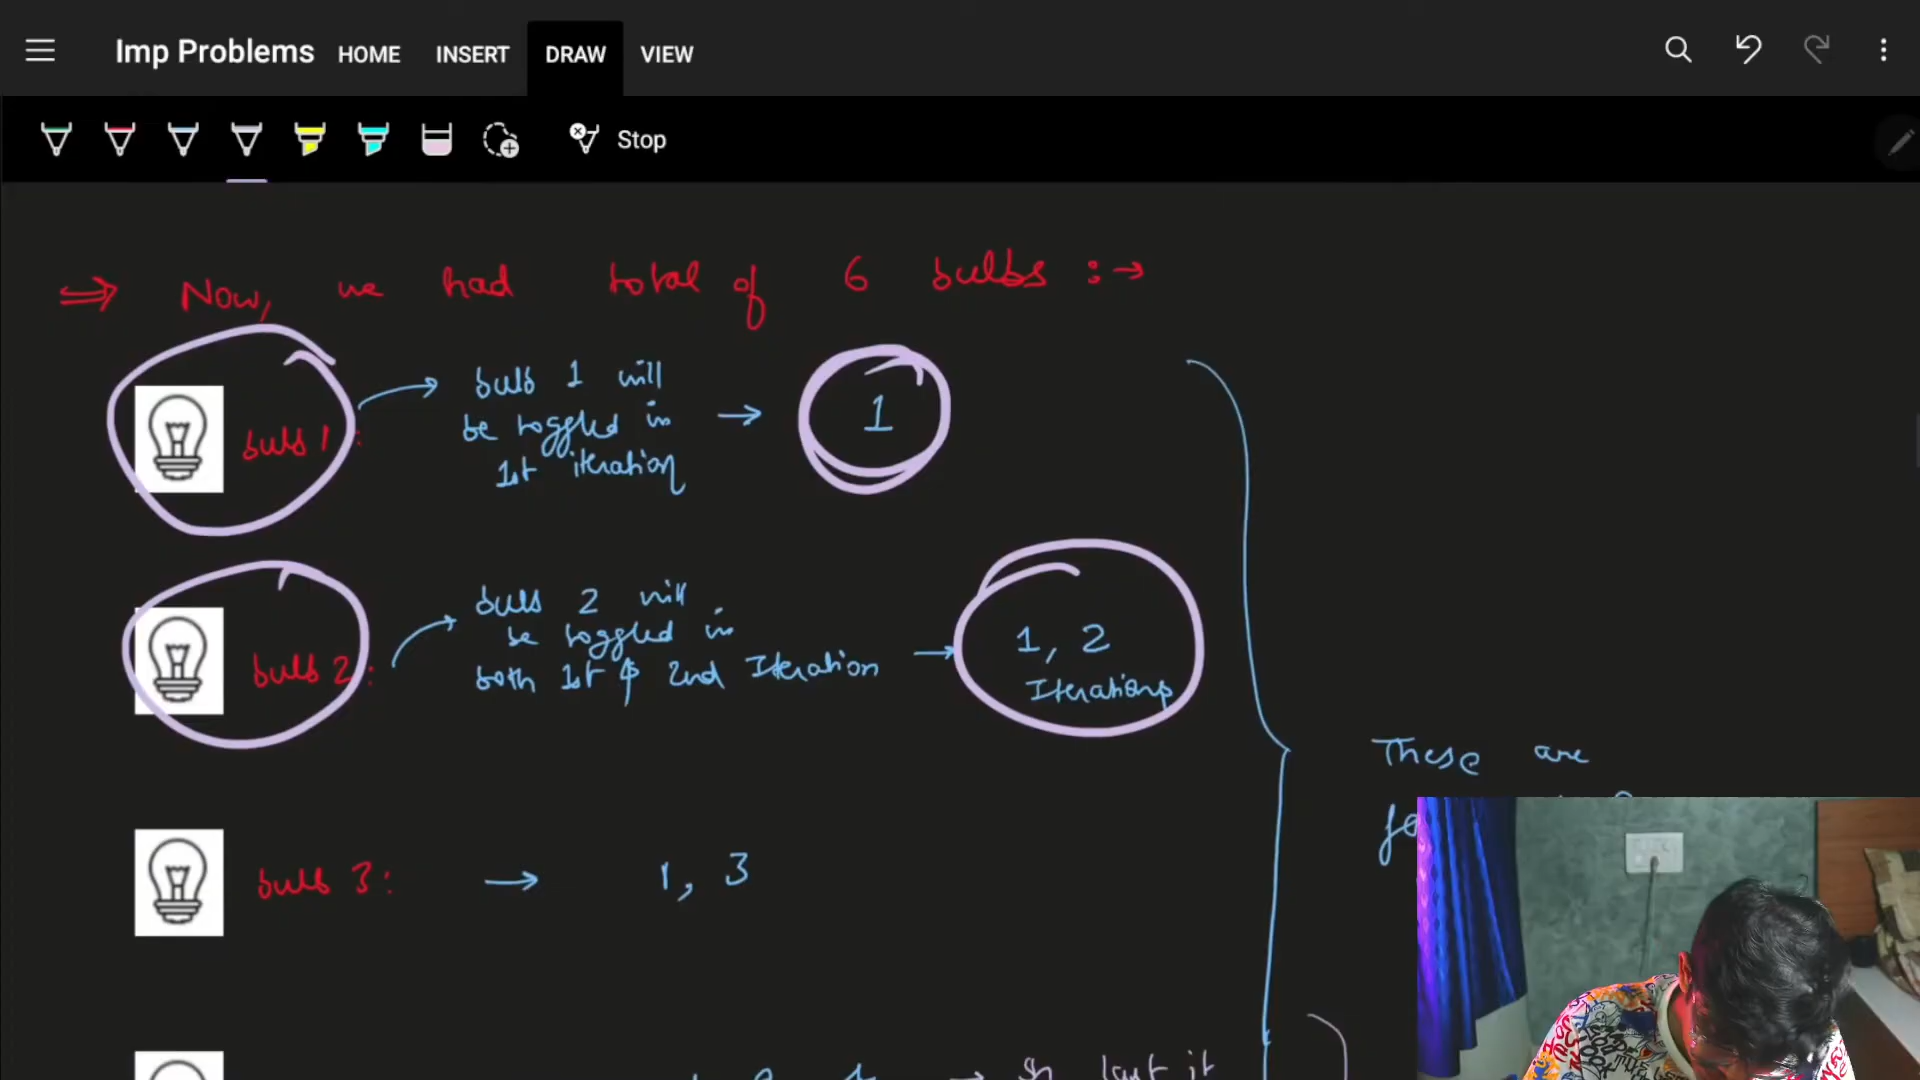 Imp Problems HOME INSERT DRAW VIEW
Stop
⇒ Now, we had total of 6 bulbs :→
bulb 1 will
be toggled in → 1
1st iteration
bulb 1:
bulb 2 will
be toggled in
both 1st & 2nd Iteration → 1, 2
Iterations
bulb 2:
These are
bulb 3: → 1, 3
→ last it